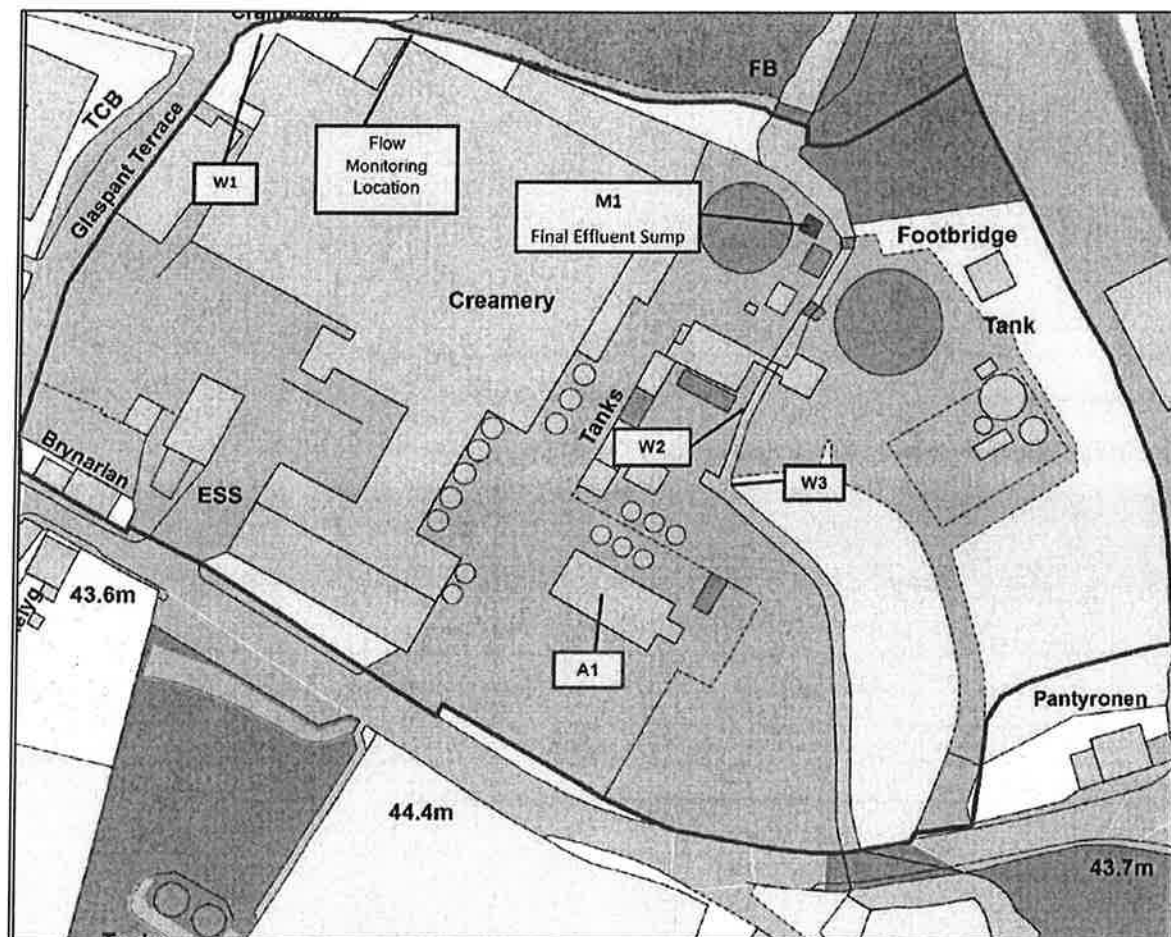 FB
TCB
Glaspant Terrace
W1
Flow
Monitoring
Location
M1
Final Effluent Sump
Footbridge
Creamery
Tank
Tanks
W2
W3
Brynarian
ESS
43.6m
A1
Pantyronen
44.4m
43.7m